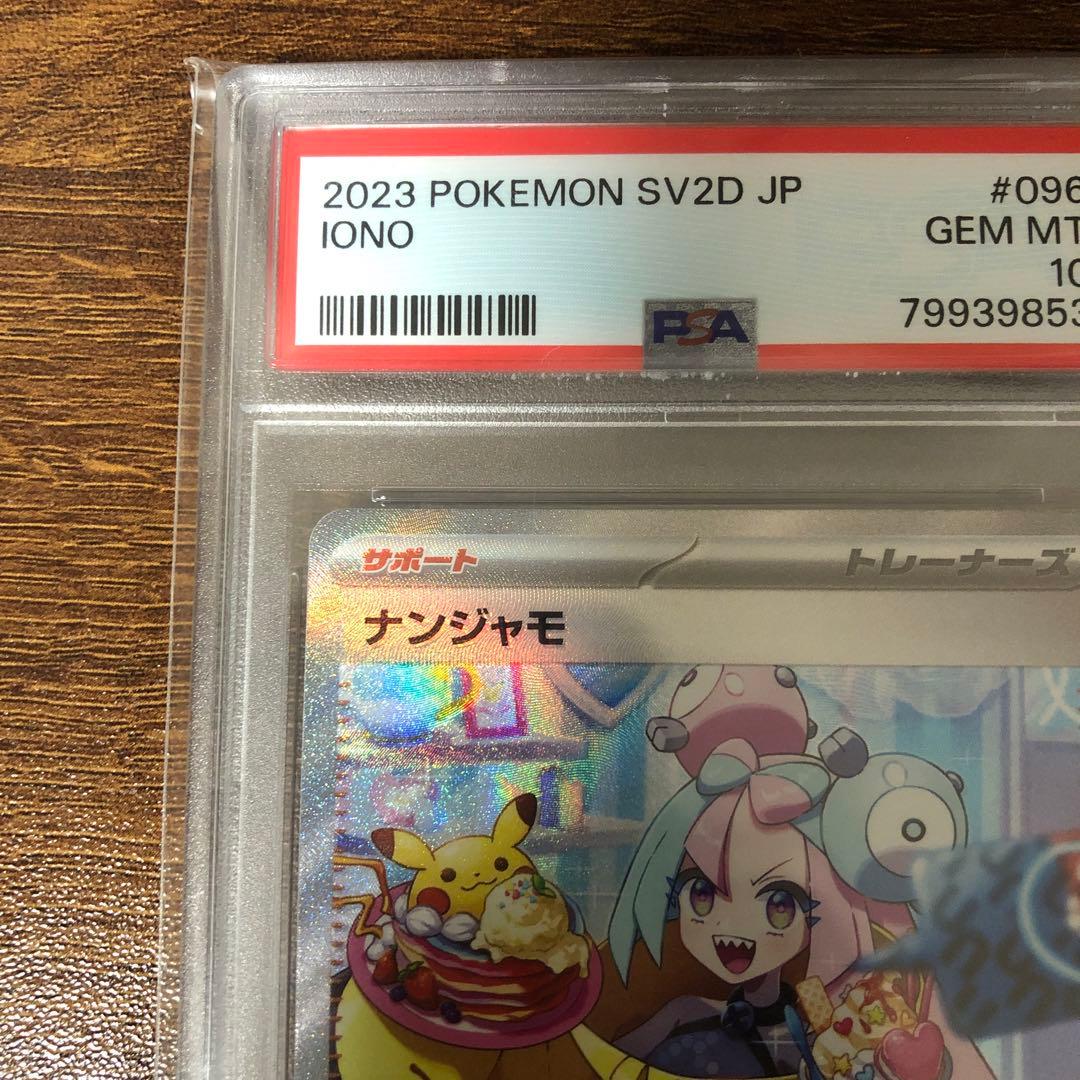 2023 POKEMON SV2D JP #096
IONO GEM MT
10
79939853
PSA
サポート トレーナーズ
ナンジャモ